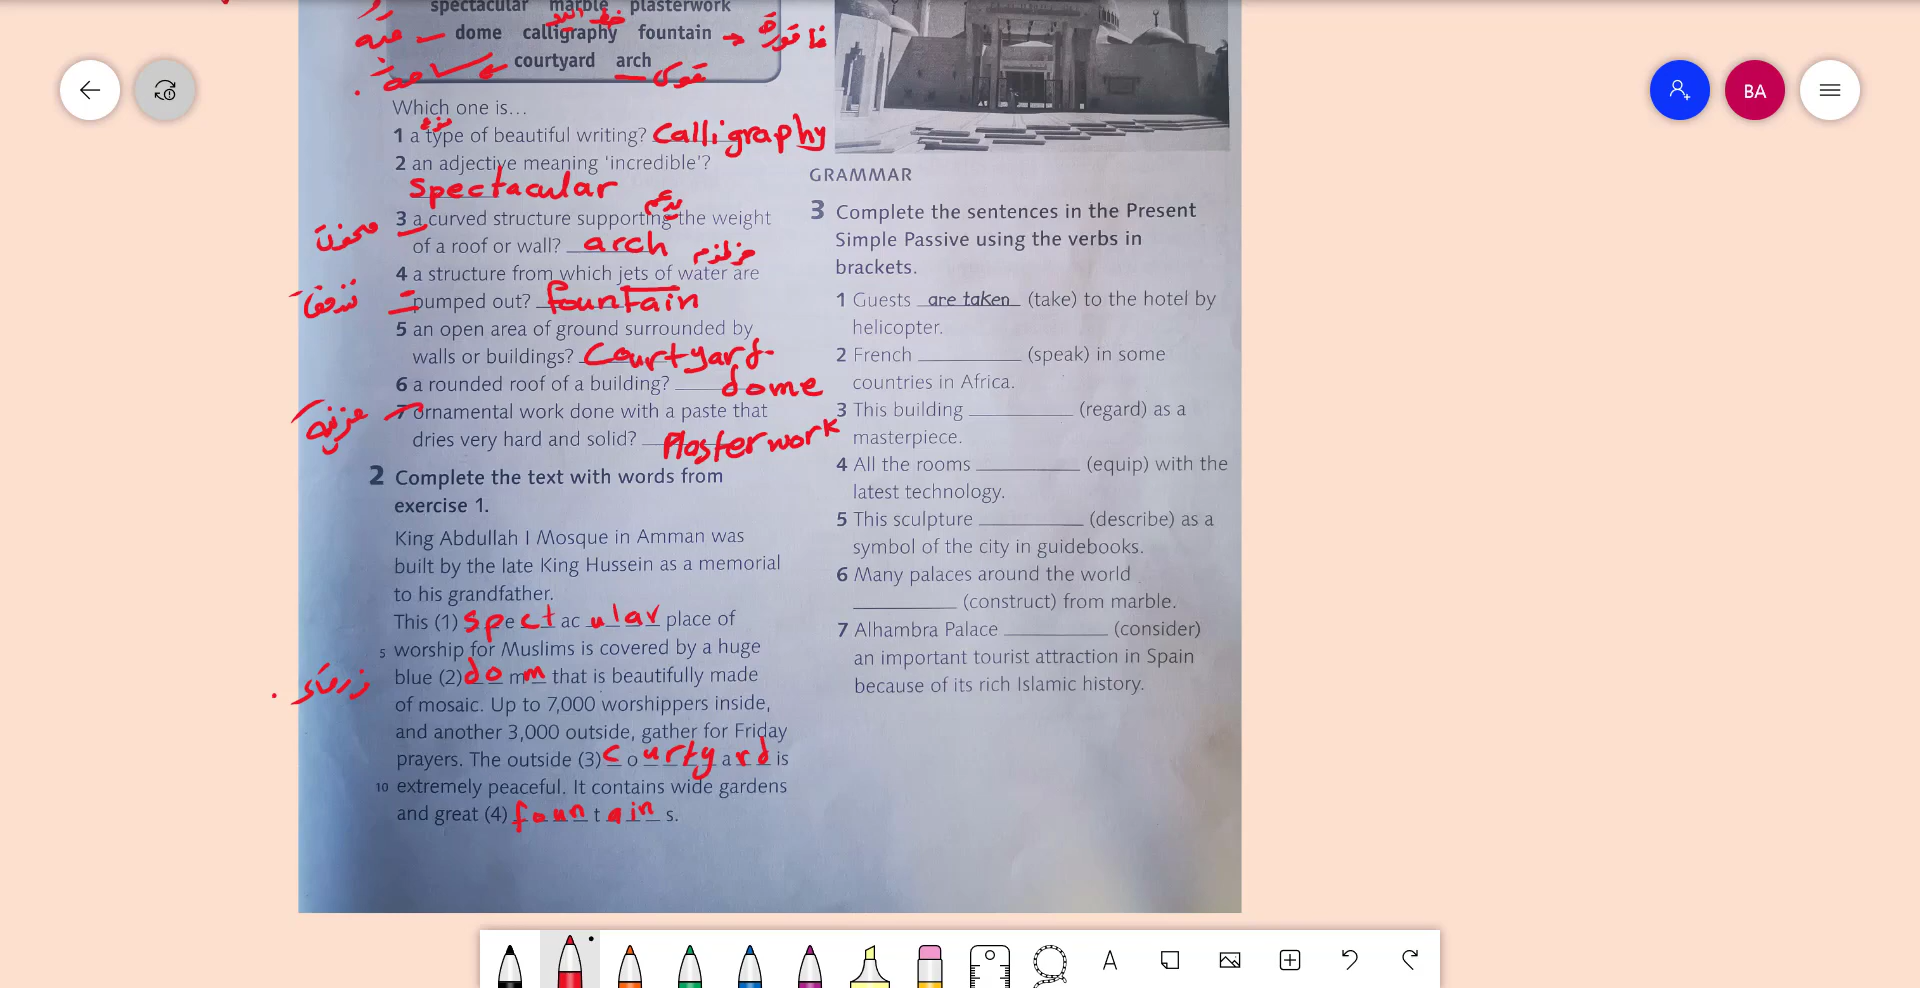 spectacular marble plasterwork
dome calligraphy fountain → نافورة
courtyard arch
ساحة
قوس
Which one is...
1 a type of beautiful writing? Calligraphy
2 an adjective meaning 'incredible'?
spectacular
3 a curved structure supporting the weight
of a roof or wall? arch
4 a structure from which jets of water are
pumped out? fountain
5 an open area of ground surrounded by
walls or buildings? Courtyard
6 a rounded roof of a building? dome
7 ornamental work done with a paste that
dries very hard and solid? Plasterwork
2 Complete the text with words from
exercise 1.
King Abdullah I Mosque in Amman was
built by the late King Hussein as a memorial
to his grandfather.
This (1) spectacular place of
5 worship for Muslims is covered by a huge
زرقاء
blue (2) domm that is beautifully made
of mosaic. Up to 7,000 worshippers inside,
and another 3,000 outside, gather for Friday
prayers. The outside (3) courtyard is
10 extremely peaceful. It contains wide gardens
and great (4) fountains.
GRAMMAR
3 Complete the sentences in the Present
Simple Passive using the verbs in
brackets.
1 Guests are taken (take) to the hotel by
helicopter.
2 French ________ (speak) in some
countries in Africa.
3 This building ________ (regard) as a
masterpiece.
4 All the rooms ________ (equip) with the
latest technology.
5 This sculpture ________ (describe) as a
symbol of the city in guidebooks.
6 Many palaces around the world
________ (construct) from marble.
7 Alhambra Palace ________ (consider)
an important tourist attraction in Spain
because of its rich Islamic history.
BA
A